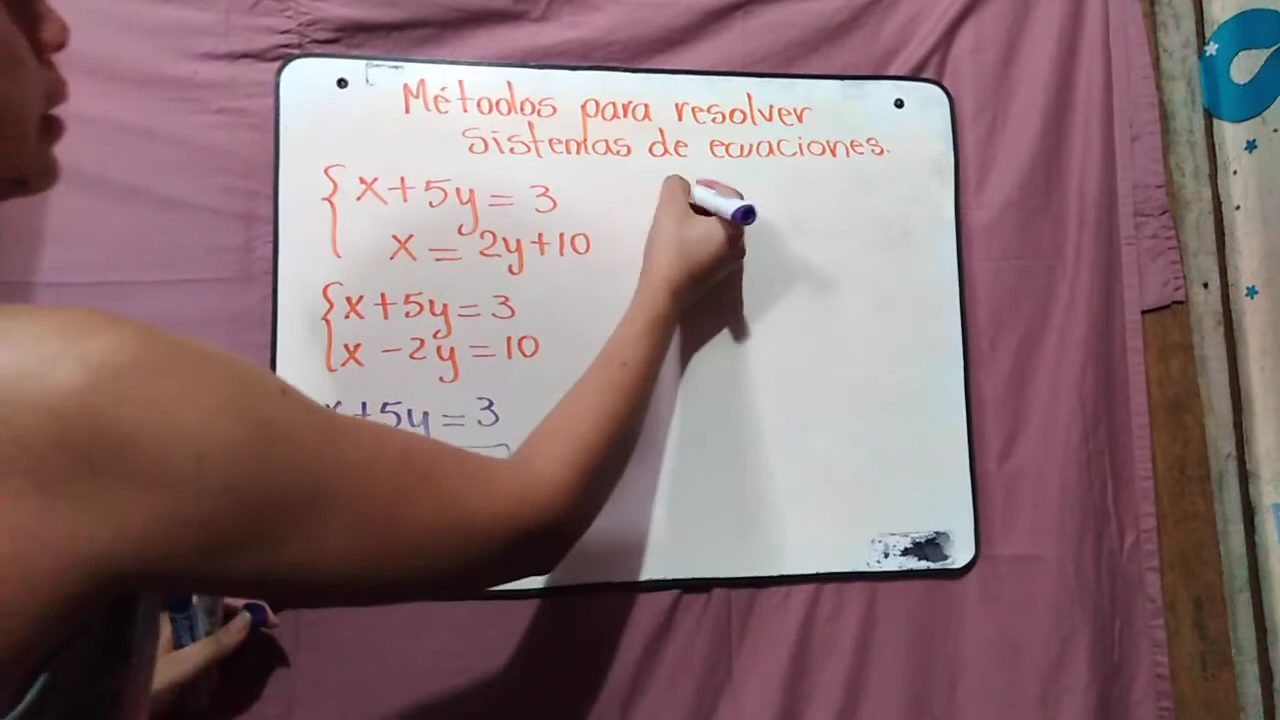 Métodos para resolver
Sistemas de ecuaciones.
x+5y=3
x=2y+10
x+5y=3
x-2y=10
x+5y=3